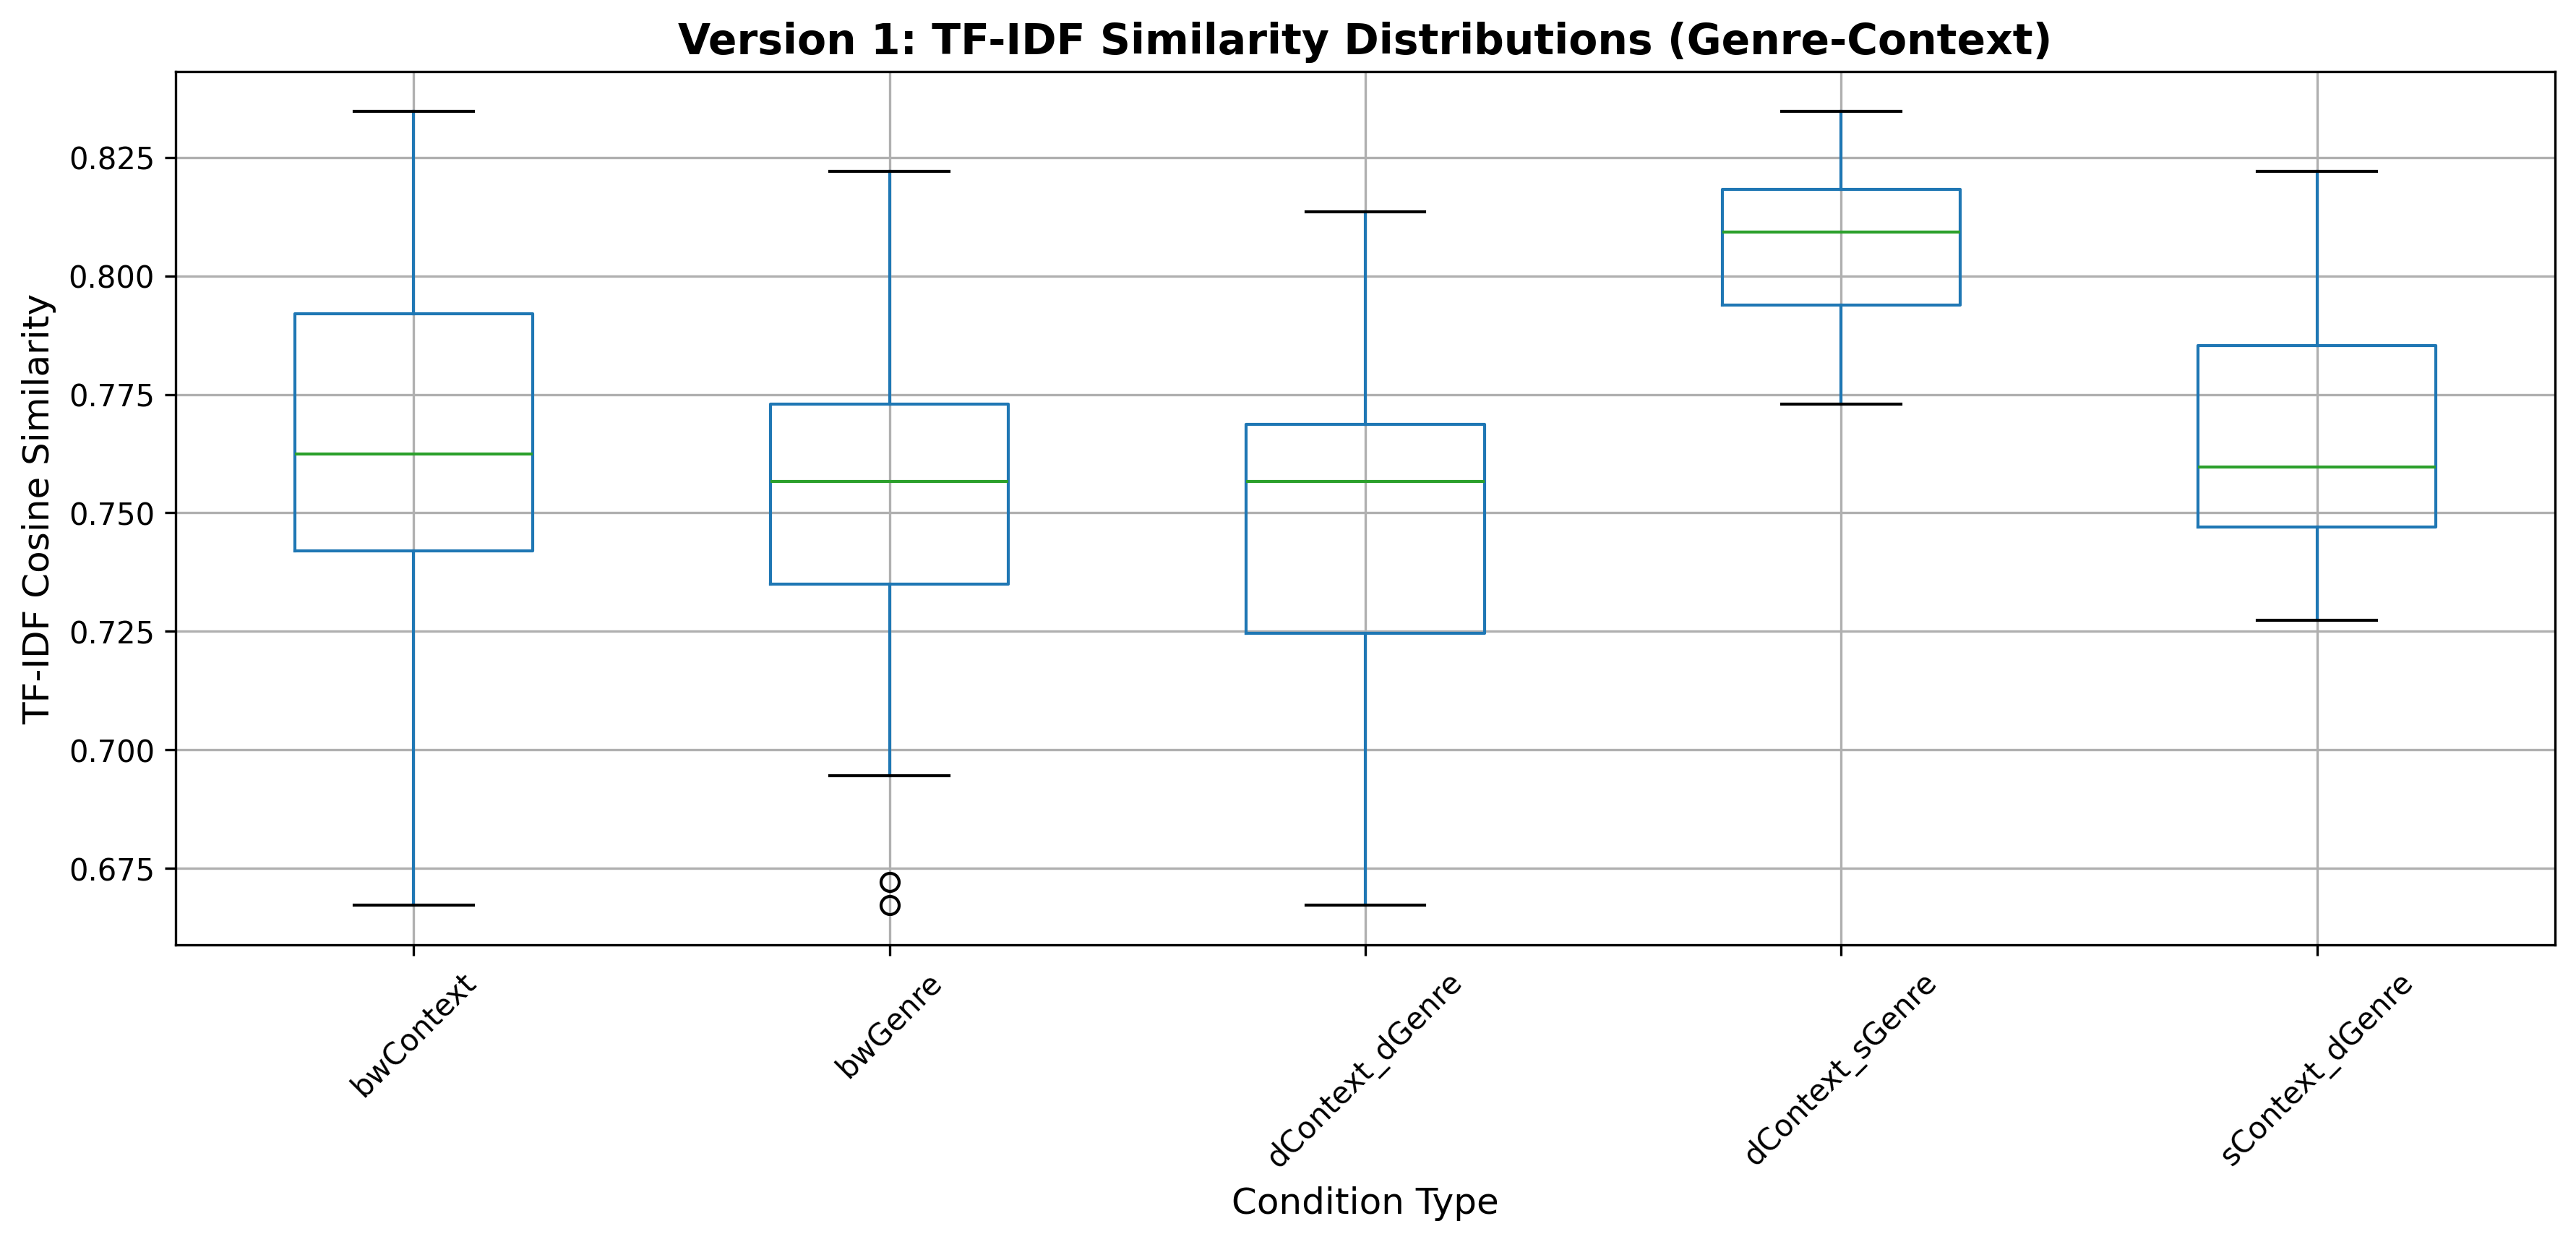 Version 1: TF-IDF Similarity Distributions (Genre-Context)
TF-IDF Cosine Similarity
0.825
0.800
0.775
0.750
0.725
0.700
0.675
bwContext
bwGenre
dContext_dGenre
dContext_sGenre
sContext_dGenre
Condition Type